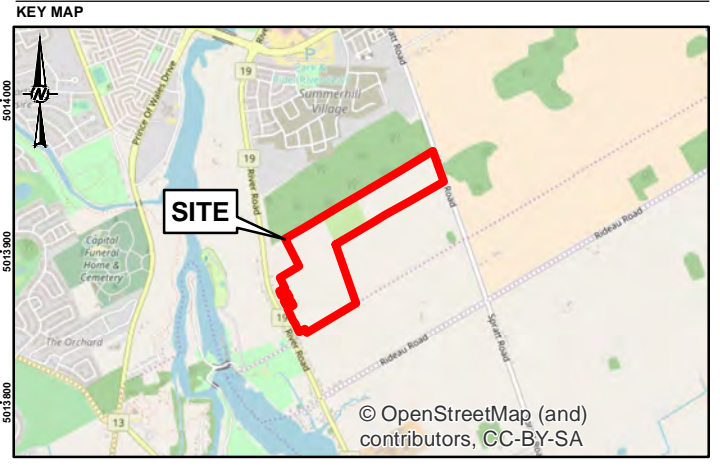 KEY MAP
N
5014000
5013900
5013800
Prince Of Wales Drive
19
Park &
Summerhill
Village
Spratt Road
19
River Road
SITE
Road
Rideau Road
Capital
Funeral
Home &
Cemetery
The Orchard
19
River Road
Rideau Road
Spratt Road
13
© OpenStreetMap (and)
contributors, CC-BY-SA